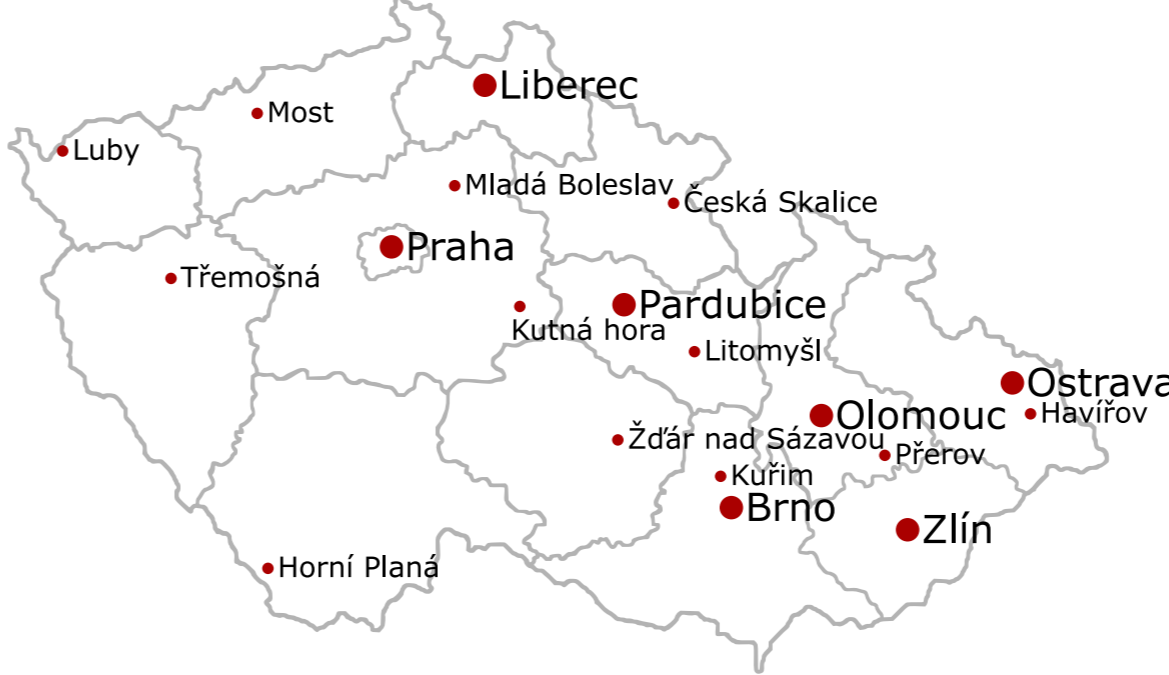 Liberec
Most
Luby
Mladá Boleslav
Česká Skalice
Praha
Třemošná
Pardubice
Kutná hora
Litomyšl
Ostrava
Havířov
Olomouc
Žďár nad Sázavou
Přerov
Kuřim
Brno
Zlín
Horní Planá